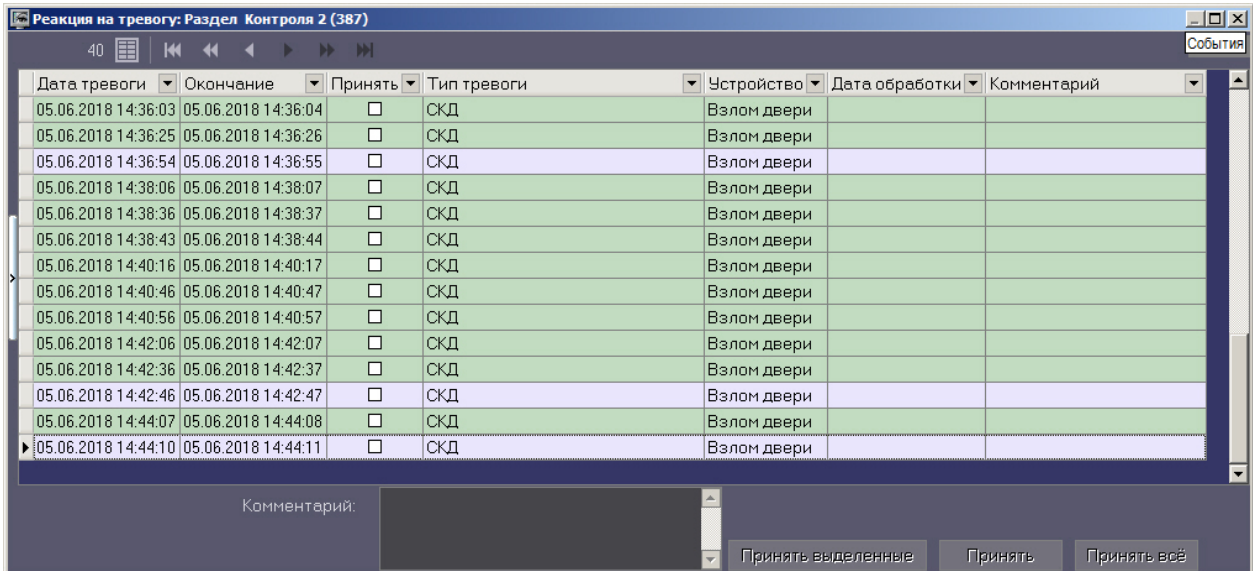 Реакция на тревогу: Раздел Контроля 2 (387)
40
События
Дата тревоги Окончание Принять Тип тревоги Устройство Дата обработки Комментарий
05.06.2018 14:36:03 05.06.2018 14:36:04 СКД Взлом двери
05.06.2018 14:36:25 05.06.2018 14:36:26 СКД Взлом двери
05.06.2018 14:36:54 05.06.2018 14:36:55 СКД Взлом двери
05.06.2018 14:38:06 05.06.2018 14:38:07 СКД Взлом двери
05.06.2018 14:38:36 05.06.2018 14:38:37 СКД Взлом двери
05.06.2018 14:38:43 05.06.2018 14:38:44 СКД Взлом двери
05.06.2018 14:40:16 05.06.2018 14:40:17 СКД Взлом двери
05.06.2018 14:40:46 05.06.2018 14:40:47 СКД Взлом двери
05.06.2018 14:40:56 05.06.2018 14:40:57 СКД Взлом двери
05.06.2018 14:42:06 05.06.2018 14:42:07 СКД Взлом двери
05.06.2018 14:42:36 05.06.2018 14:42:37 СКД Взлом двери
05.06.2018 14:42:46 05.06.2018 14:42:47 СКД Взлом двери
05.06.2018 14:44:07 05.06.2018 14:44:08 СКД Взлом двери
05.06.2018 14:44:10 05.06.2018 14:44:11 СКД Взлом двери
Комментарий:
Принять выделенные Принять Принять всё